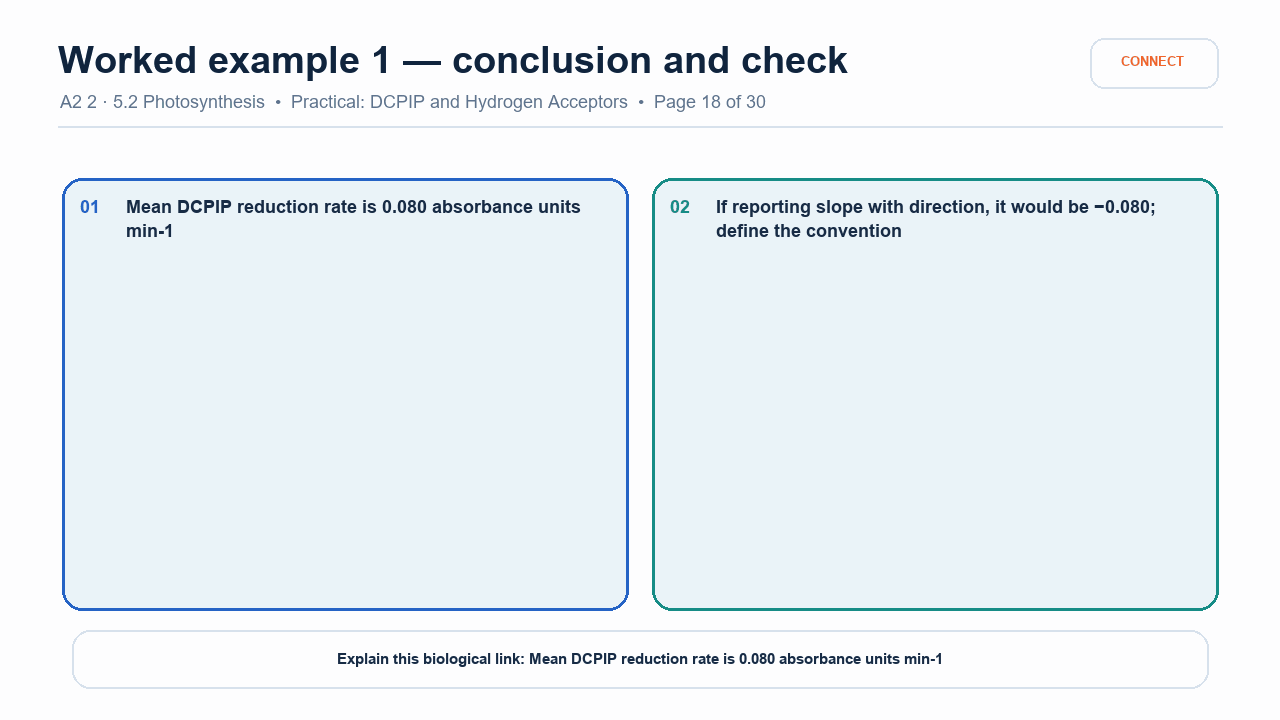 Worked example 1 — conclusion and check
CONNECT
A2 2 · 5.2 Photosynthesis • Practical: DCPIP and Hydrogen Acceptors • Page 18 of 30
01 Mean DCPIP reduction rate is 0.080 absorbance units
min-1
02 If reporting slope with direction, it would be −0.080;
define the convention
Explain this biological link: Mean DCPIP reduction rate is 0.080 absorbance units min-1